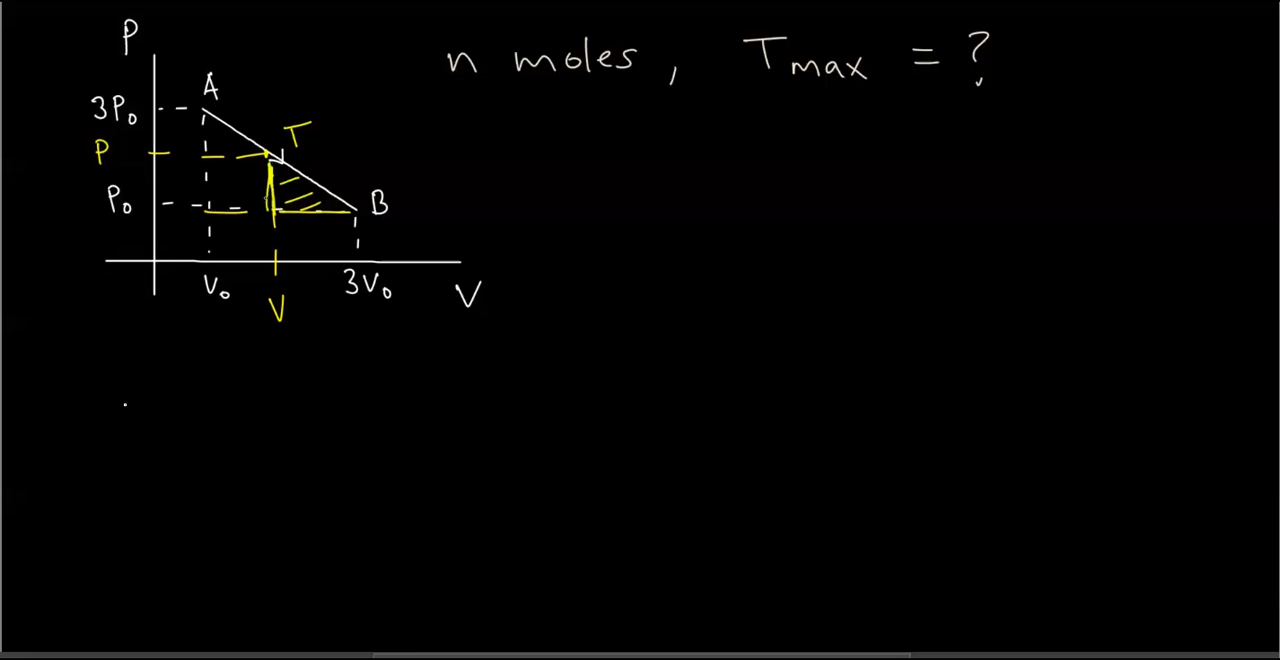 P
n moles, Tmax = ?
A
3P₀
T
P
P₀
B
V₀
3V₀
V
V